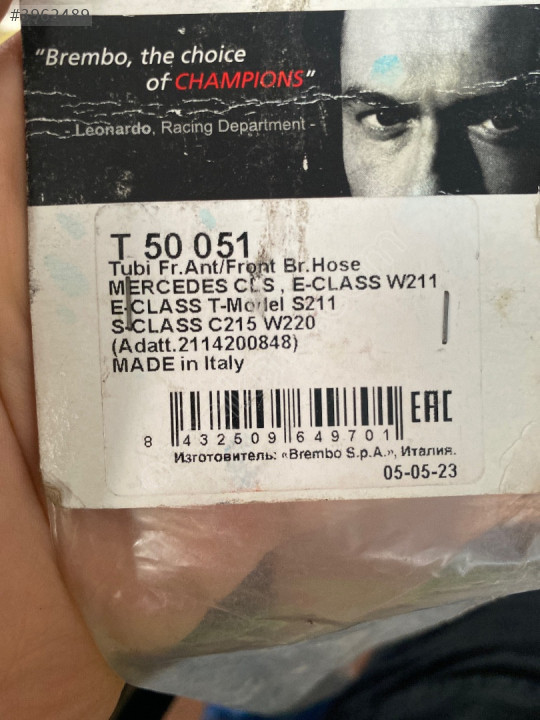 "Brembo, the choice
of CHAMPIONS"
- Leonardo, Racing Department -
T 50 051
Tubi Fr.Ant/Front Br.Hose
MERCEDES CLS , E-CLASS W211
E-CLASS T-Model S211
S-CLASS C215 W220
(Adatt.2114200848)
MADE in Italy
EAC
8 432509 649701
Изготовитель: «Brembo S.p.A.», Италия.
05-05-23